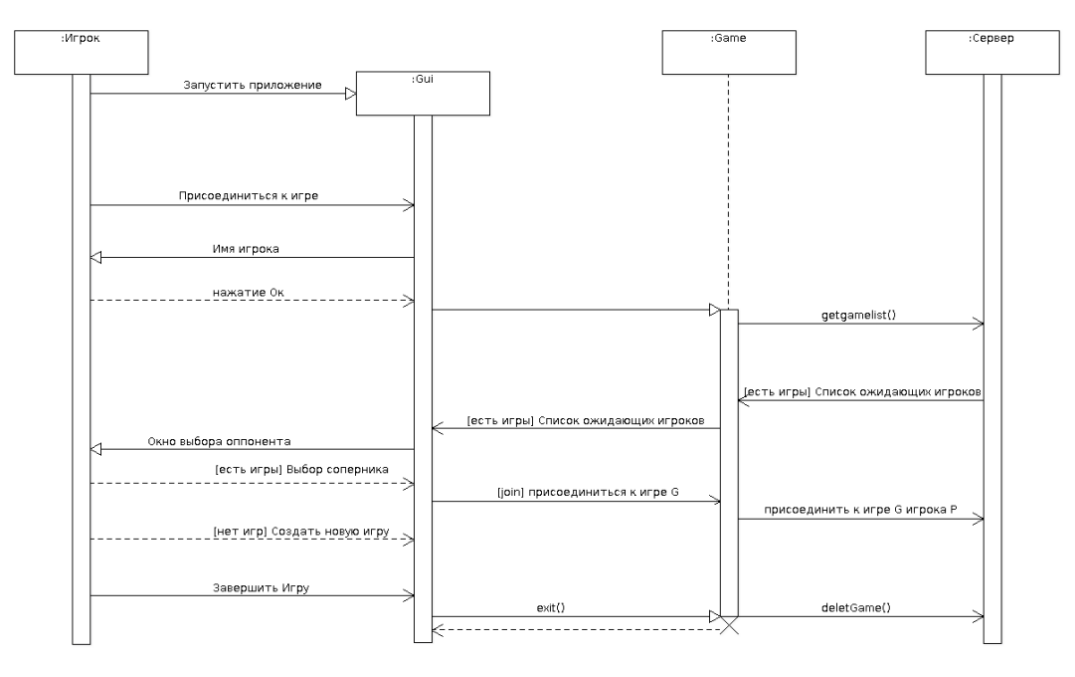 :Игрок
:Game
:Сервер
:Gui
Запустить приложение
Присоединиться к игре
Имя игрока
нажатие Ок
getgamelist()
[есть игры] Список ожидающих игроков
[есть игры] Список ожидающих игроков
Окно выбора оппонента
[есть игры] Выбор соперника
[join] присоединиться к игре G
присоединить к игре G игрока P
[нет игр] Создать новую игру
Завершить Игру
exit()
deletGame()